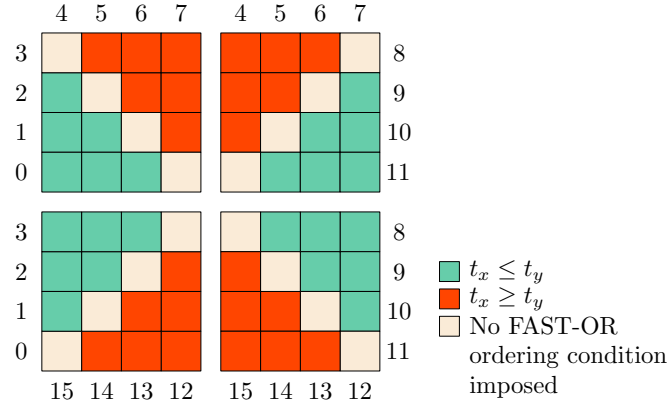 4 5 6 7 4 5 6 7
3 8
2 9
1 10
0 11
3 8
2 9
1 10
0 11
15 14 13 12 15 14 13 12
t_x ≤ t_y
t_x ≥ t_y
No FAST-OR
ordering condition
imposed